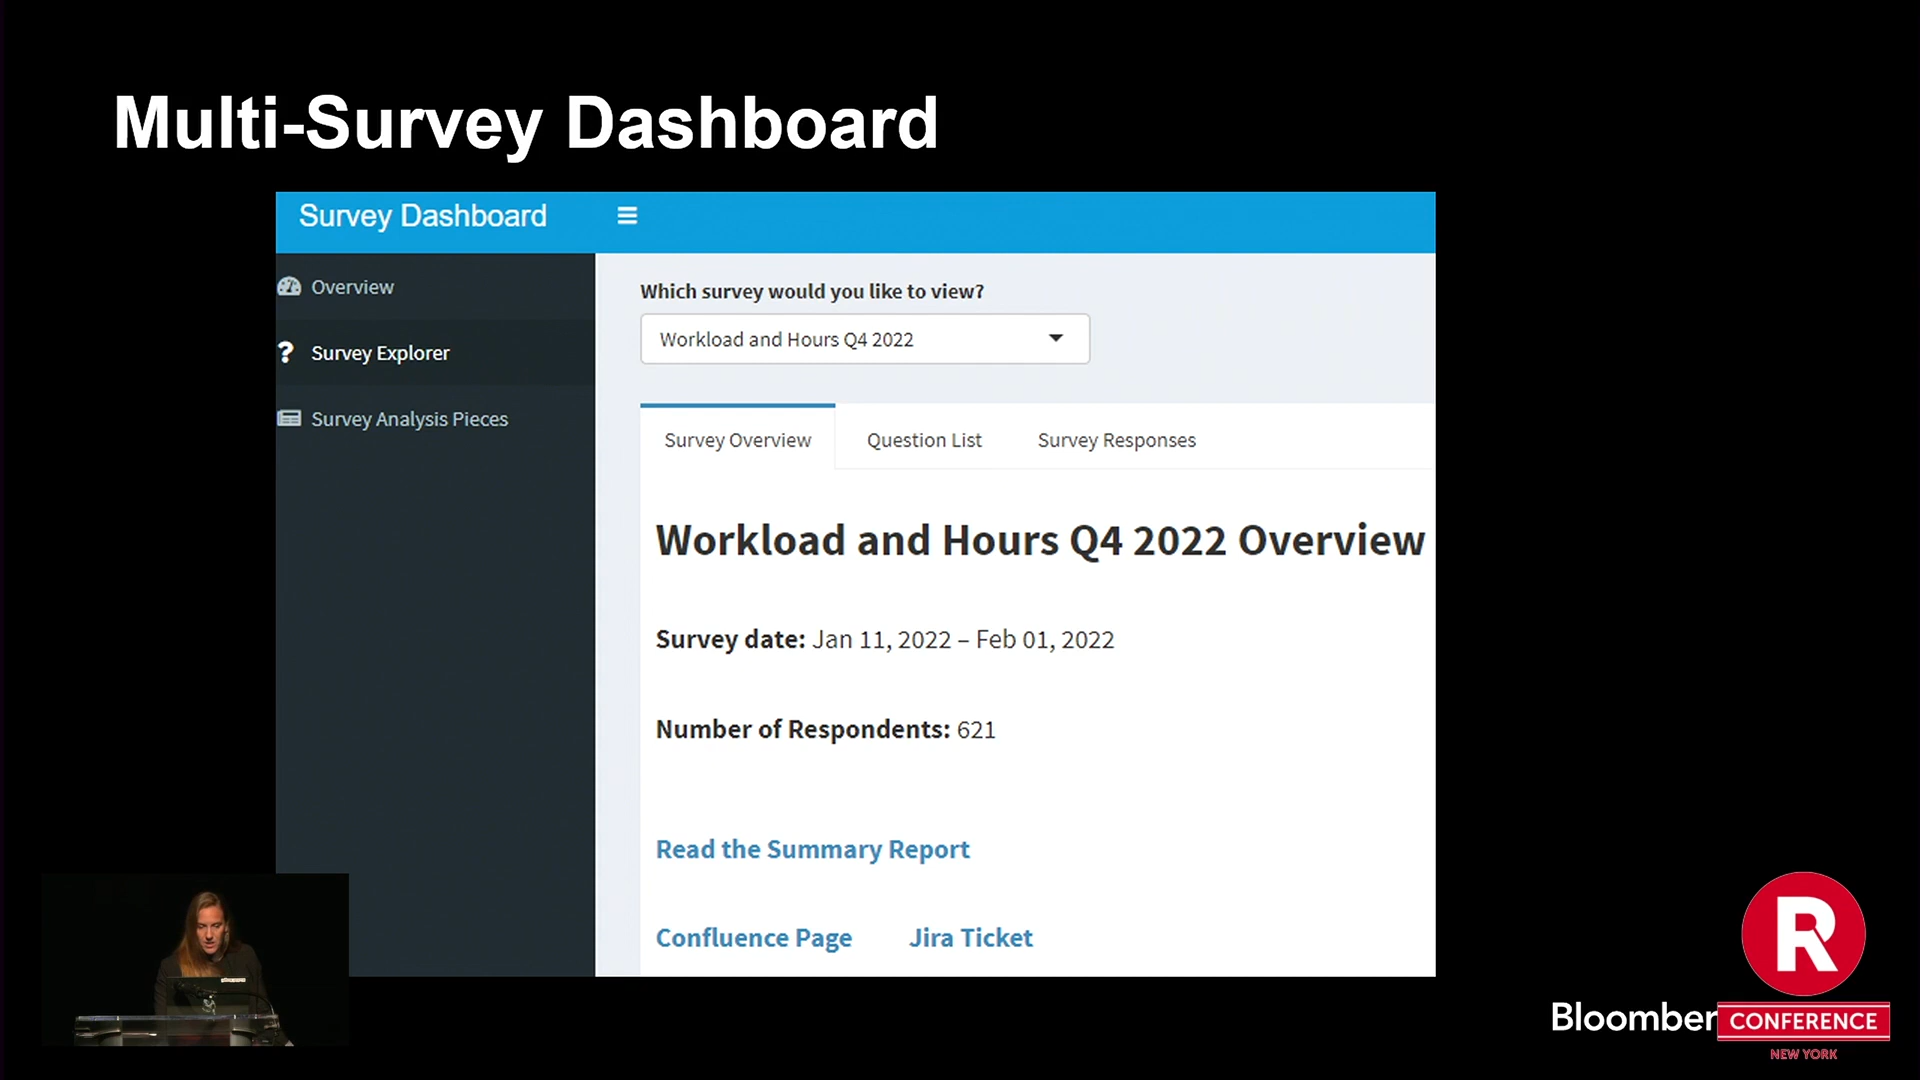 Multi-Survey Dashboard
Survey Dashboard
Overview
Survey Explorer
Survey Analysis Pieces
Which survey would you like to view?
Workload and Hours Q4 2022
Survey Overview Question List Survey Responses
Workload and Hours Q4 2022 Overview
Survey date: Jan 11, 2022 – Feb 01, 2022
Number of Respondents: 621
Read the Summary Report
Confluence Page Jira Ticket
R
Bloomber
CONFERENCE
NEW YORK